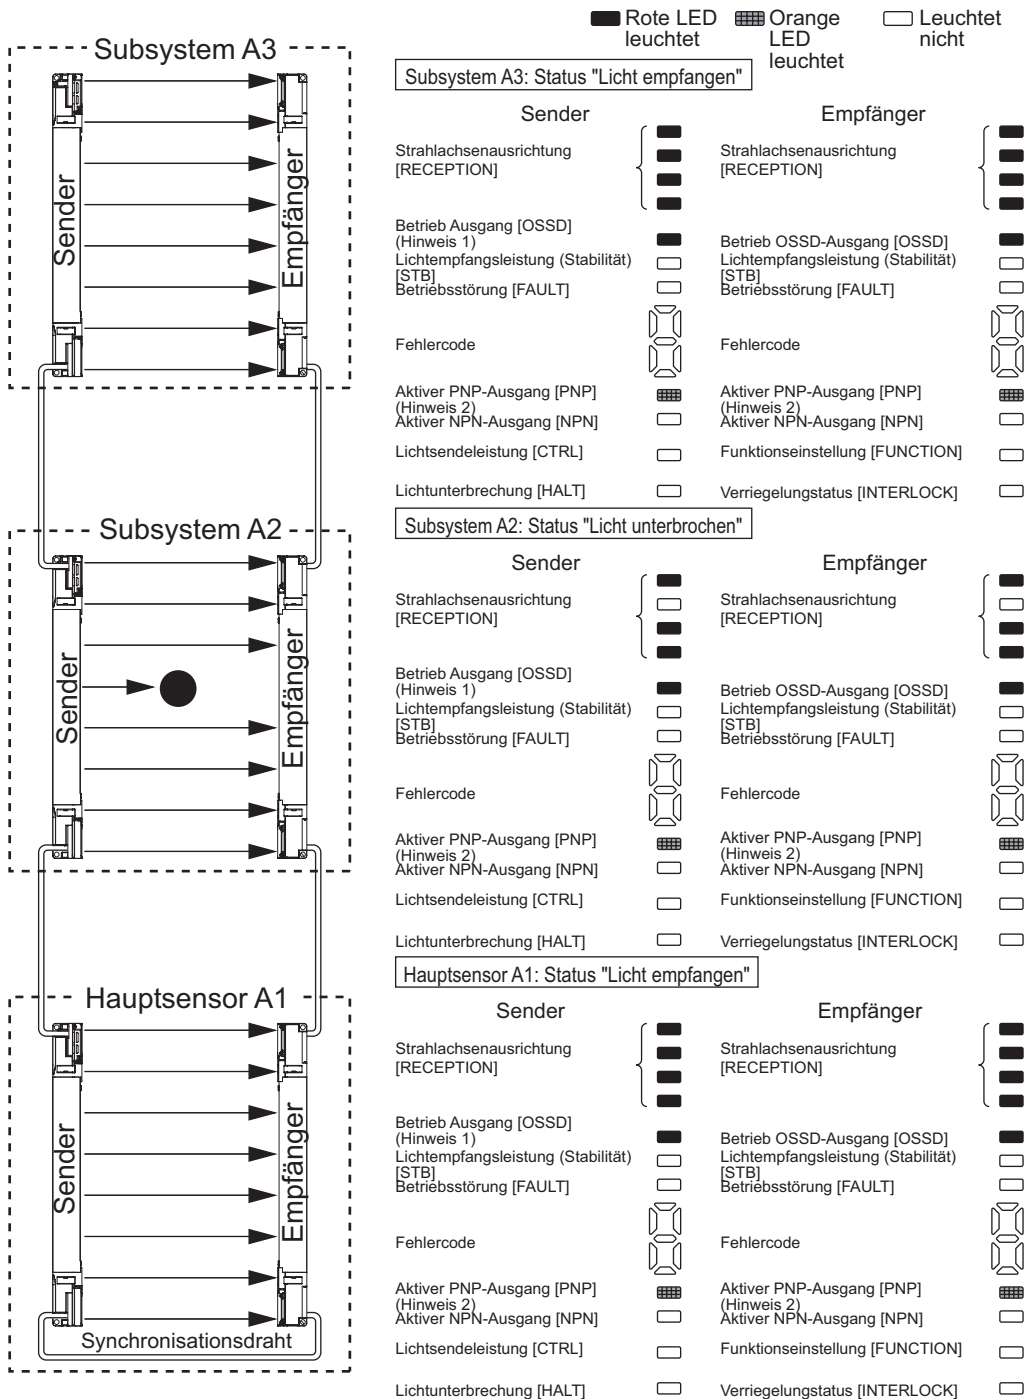 Rote LED leuchtet
Orange LED leuchtet
Leuchtet nicht
Subsystem A3
Sender
Empfänger
Subsystem A3: Status "Licht empfangen"
Sender
Empfänger
Strahlachsenausrichtung
[RECEPTION]
Strahlachsenausrichtung
[RECEPTION]
Betrieb Ausgang [OSSD]
(Hinweis 1)
Betrieb OSSD-Ausgang [OSSD]
Lichtempfangsleistung (Stabilität)
[STB]
Lichtempfangsleistung (Stabilität)
[STB]
Betriebsstörung [FAULT]
Betriebsstörung [FAULT]
Fehlercode
Fehlercode
Aktiver PNP-Ausgang [PNP]
(Hinweis 2)
Aktiver PNP-Ausgang [PNP]
(Hinweis 2)
Aktiver NPN-Ausgang [NPN]
Aktiver NPN-Ausgang [NPN]
Lichtsendeleistung [CTRL]
Funktionseinstellung [FUNCTION]
Lichtunterbrechung [HALT]
Verriegelungstatus [INTERLOCK]
Subsystem A2
Sender
Empfänger
Subsystem A2: Status "Licht unterbrochen"
Sender
Empfänger
Strahlachsenausrichtung
[RECEPTION]
Strahlachsenausrichtung
[RECEPTION]
Betrieb Ausgang [OSSD]
(Hinweis 1)
Betrieb OSSD-Ausgang [OSSD]
Lichtempfangsleistung (Stabilität)
[STB]
Lichtempfangsleistung (Stabilität)
[STB]
Betriebsstörung [FAULT]
Betriebsstörung [FAULT]
Fehlercode
Fehlercode
Aktiver PNP-Ausgang [PNP]
(Hinweis 2)
Aktiver PNP-Ausgang [PNP]
(Hinweis 2)
Aktiver NPN-Ausgang [NPN]
Aktiver NPN-Ausgang [NPN]
Lichtsendeleistung [CTRL]
Funktionseinstellung [FUNCTION]
Lichtunterbrechung [HALT]
Verriegelungstatus [INTERLOCK]
Hauptsensor A1
Sender
Empfänger
Synchronisationsdraht
Hauptsensor A1: Status "Licht empfangen"
Sender
Empfänger
Strahlachsenausrichtung
[RECEPTION]
Strahlachsenausrichtung
[RECEPTION]
Betrieb Ausgang [OSSD]
(Hinweis 1)
Betrieb OSSD-Ausgang [OSSD]
Lichtempfangsleistung (Stabilität)
[STB]
Lichtempfangsleistung (Stabilität)
[STB]
Betriebsstörung [FAULT]
Betriebsstörung [FAULT]
Fehlercode
Fehlercode
Aktiver PNP-Ausgang [PNP]
(Hinweis 2)
Aktiver PNP-Ausgang [PNP]
(Hinweis 2)
Aktiver NPN-Ausgang [NPN]
Aktiver NPN-Ausgang [NPN]
Lichtsendeleistung [CTRL]
Funktionseinstellung [FUNCTION]
Lichtunterbrechung [HALT]
Verriegelungstatus [INTERLOCK]